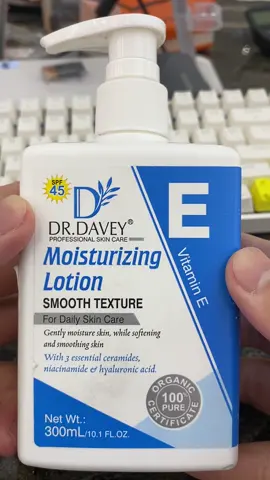 SPF
45
D
DR.DAVEY®
PROFESSIONAL SKIN CARE
E
Vitamin E
Moisturizing
Lotion
SMOOTH TEXTURE
For Daily Skin Care
Gently moisture skin, while softening
and smoothing skin
With 3 essential ceramides,
niacinamide & hyaluronic acid.
ORGANIC
100%
PURE
CERTIFICATE
Net Wt.:
300mL/10.1 FL.OZ.